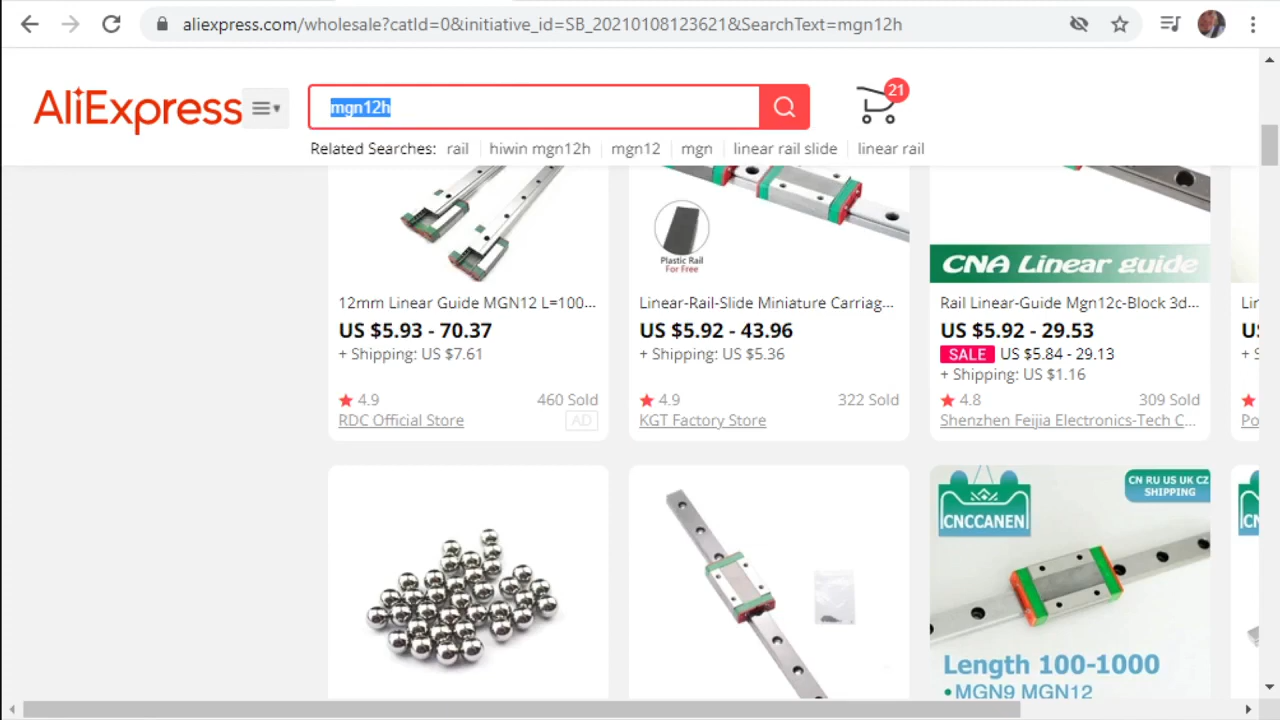 aliexpress.com/wholesale?catId=0&initiative_id=SB_20210108123621&SearchText=mgn12h
AliExpress
mgn12h
21
Related Searches: rail hiwin mgn12h mgn12 mgn linear rail slide linear rail
Plastic Rail
For Free
CNA Linear guide
12mm Linear Guide MGN12 L=100...
US $5.93 - 70.37
+ Shipping: US $7.61
4.9 460 Sold
RDC Official Store AD
Linear-Rail-Slide Miniature Carriag...
US $5.92 - 43.96
+ Shipping: US $5.36
4.9 322 Sold
KGT Factory Store
Rail Linear-Guide Mgn12c-Block 3d...
US $5.92 - 29.53
SALE US $5.84 - 29.13
+ Shipping: US $1.16
4.8 309 Sold
Shenzhen Feijia Electronics-Tech C...
CNCCANEN
CN RU US UK CZ
SHIPPING
Length 100-1000
•MGN9 MGN12